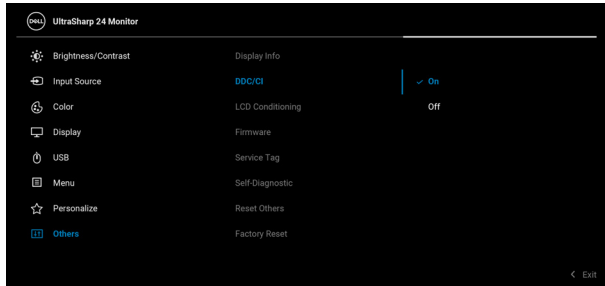 DELL UltraSharp 24 Monitor
Brightness/Contrast Display Info
Input Source DDC/CI ✓ On
Color LCD Conditioning Off
Display Firmware
USB Service Tag
Menu Self-Diagnostic
Personalize Reset Others
Others Factory Reset
< Exit